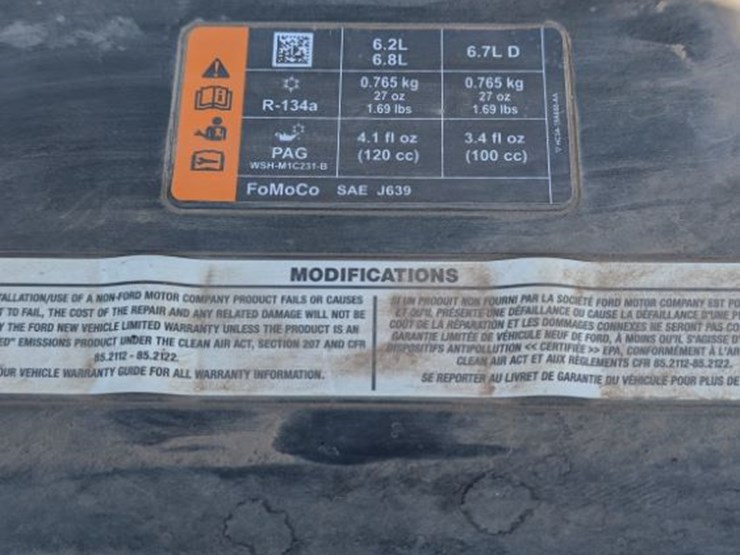 6.2L
6.8L
6.7L D
R-134a
0.765 kg
27 oz
1.69 lbs
0.765 kg
27 oz
1.69 lbs
PAG
WSH-M1C231-B
4.1 fl oz
(120 cc)
3.4 fl oz
(100 cc)
FoMoCo SAE J639
MODIFICATIONS
TALLATION/USE OF A NON-FORD MOTOR COMPANY PRODUCT FAILS OR CAUSES
T TO FAIL, THE COST OF THE REPAIR AND ANY RELATED DAMAGE WILL NOT BE
Y THE FORD NEW VEHICLE LIMITED WARRANTY UNLESS THE PRODUCT IS AN
ED" EMISSIONS PRODUCT UNDER THE CLEAN AIR ACT, SECTION 207 AND CFR
85.2112 - 85.2122.
OUR VEHICLE WARRANTY GUIDE FOR ALL WARRANTY INFORMATION.
SI UN PRODUIT NON FOURNI PAR LA SOCIÉTÉ FORD MOTOR COMPANY EST PO
ET QU'IL PRÉSENTE UNE DÉFAILLANCE OU CAUSE LA DÉFAILLANCE D'UNE P
COÛT DE LA RÉPARATION ET LES DOMMAGES CONNEXES NE SERONT PAS CO
GARANTIE LIMITÉE DE VÉHICULE NEUF DE FORD, À MOINS QU'IL S'AGISSE D'
DISPOSITIFS ANTIPOLLUTION << CERTIFIÉE >> EPA, CONFORMÉMENT À L'AR
CLEAN AIR ACT ET AUX RÈGLEMENTS CFR 85.2112-85.2122.
SE REPORTER AU LIVRET DE GARANTIE DU VÉHICULE POUR PLUS DE